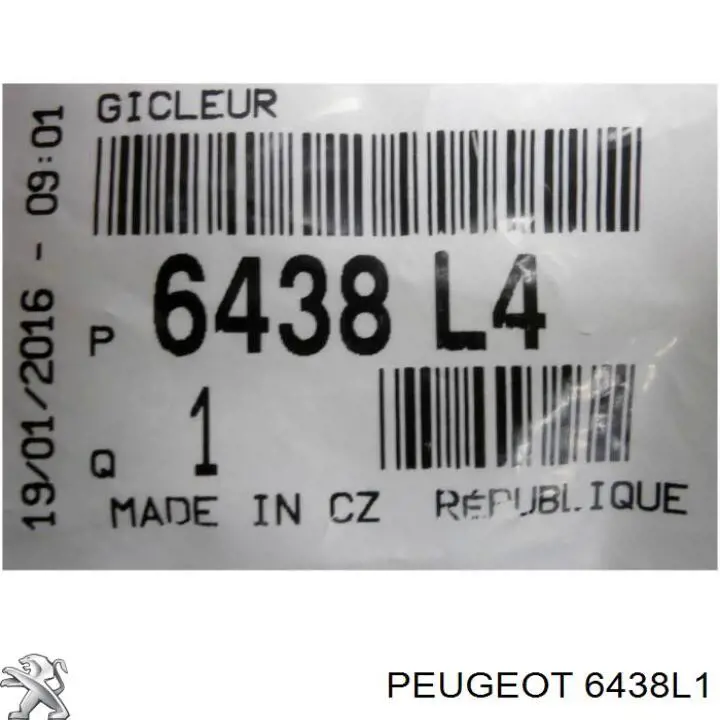 GICLEUR
19/01/2016 - 09:01
P 6438 L4
Q 1
MADE IN CZ RÉPUBLIQUE
PEUGEOT 6438L1